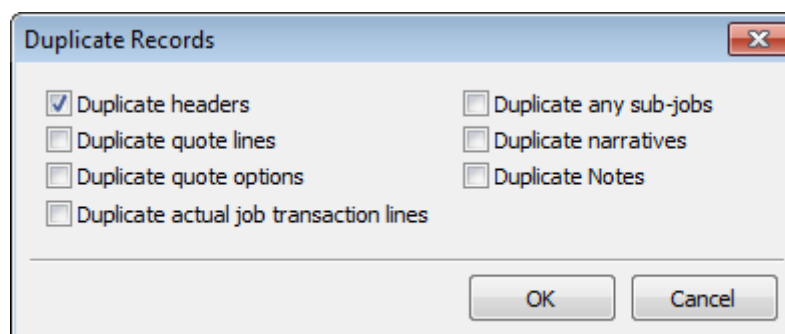 Duplicate Records
Duplicate headers
Duplicate any sub-jobs
Duplicate quote lines
Duplicate narratives
Duplicate quote options
Duplicate Notes
Duplicate actual job transaction lines
OK
Cancel